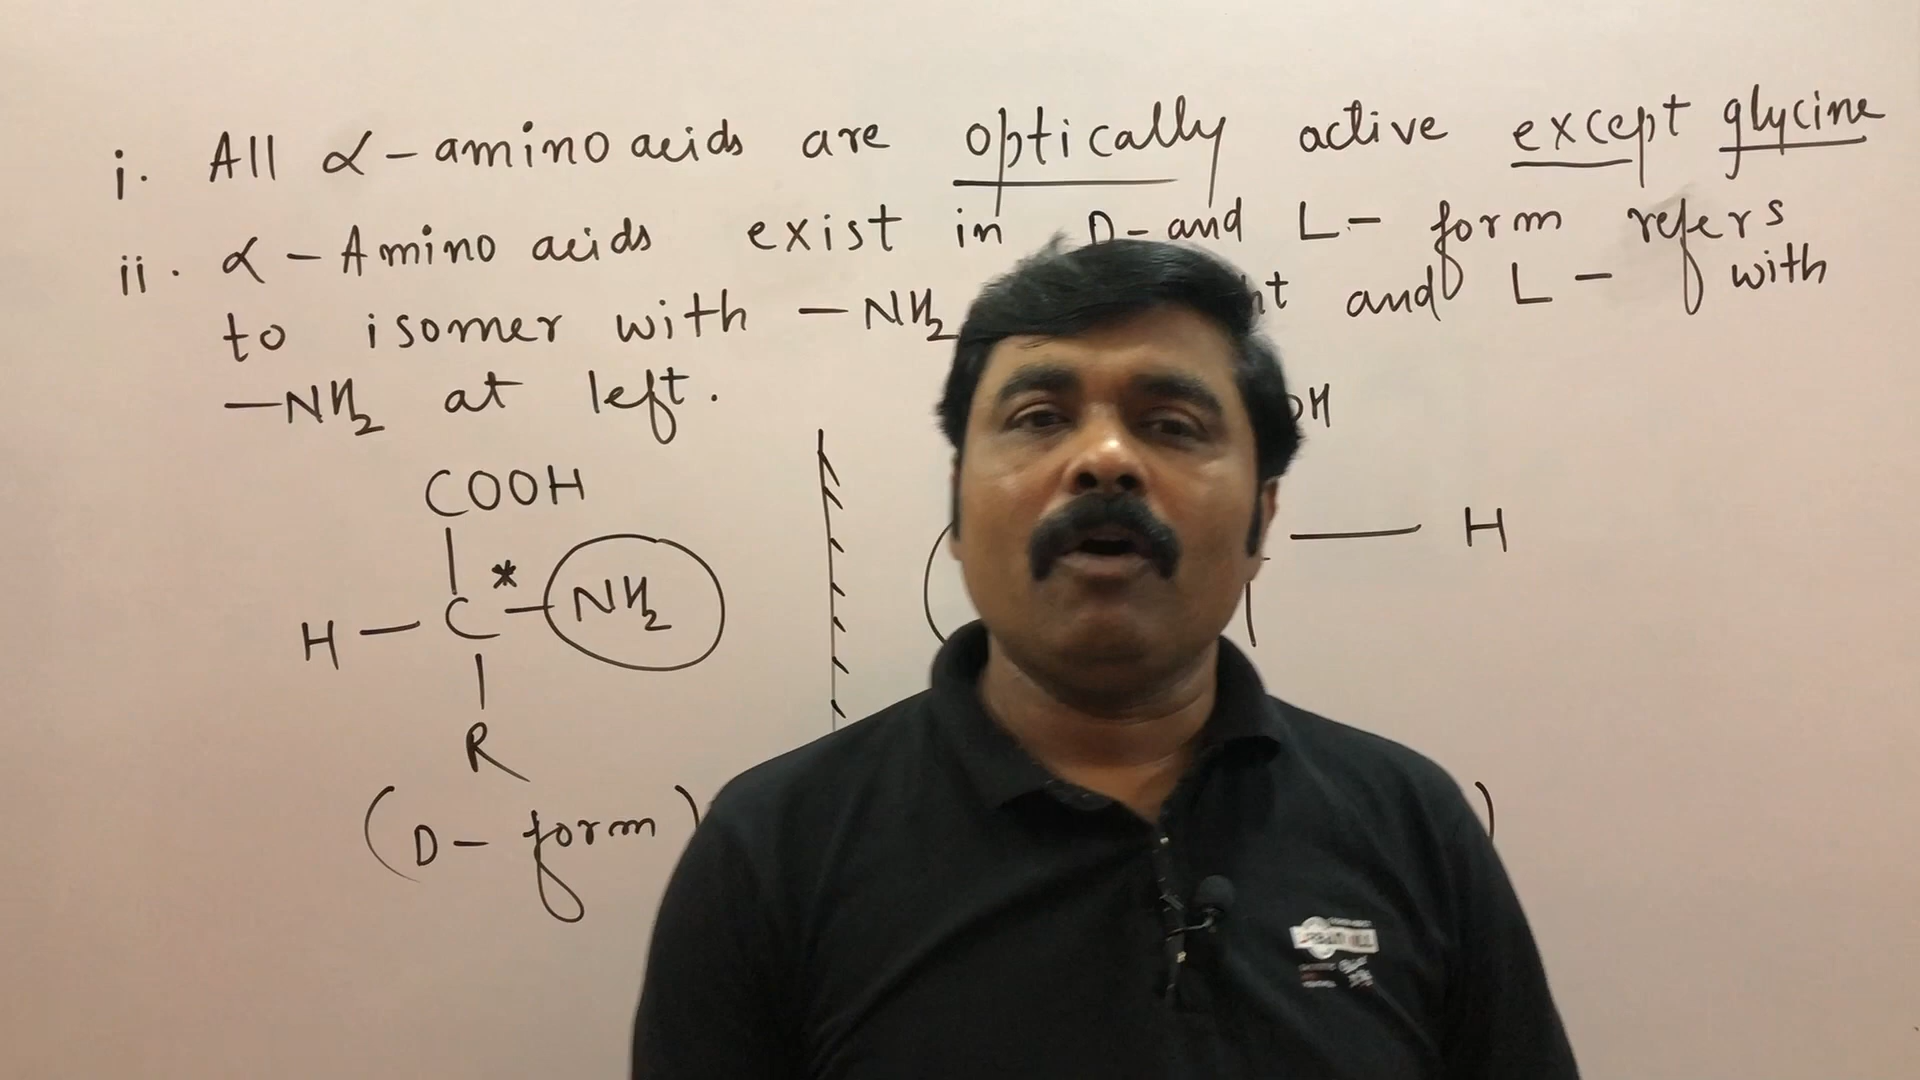 i. All α-amino acids are optically active except glycine
ii. α-Amino acids exist in D-and L- form refers
to isomer with -NH2 and L- with
-NH2 at left.
COOH
H - C* - NH2
H
R
(D- form)